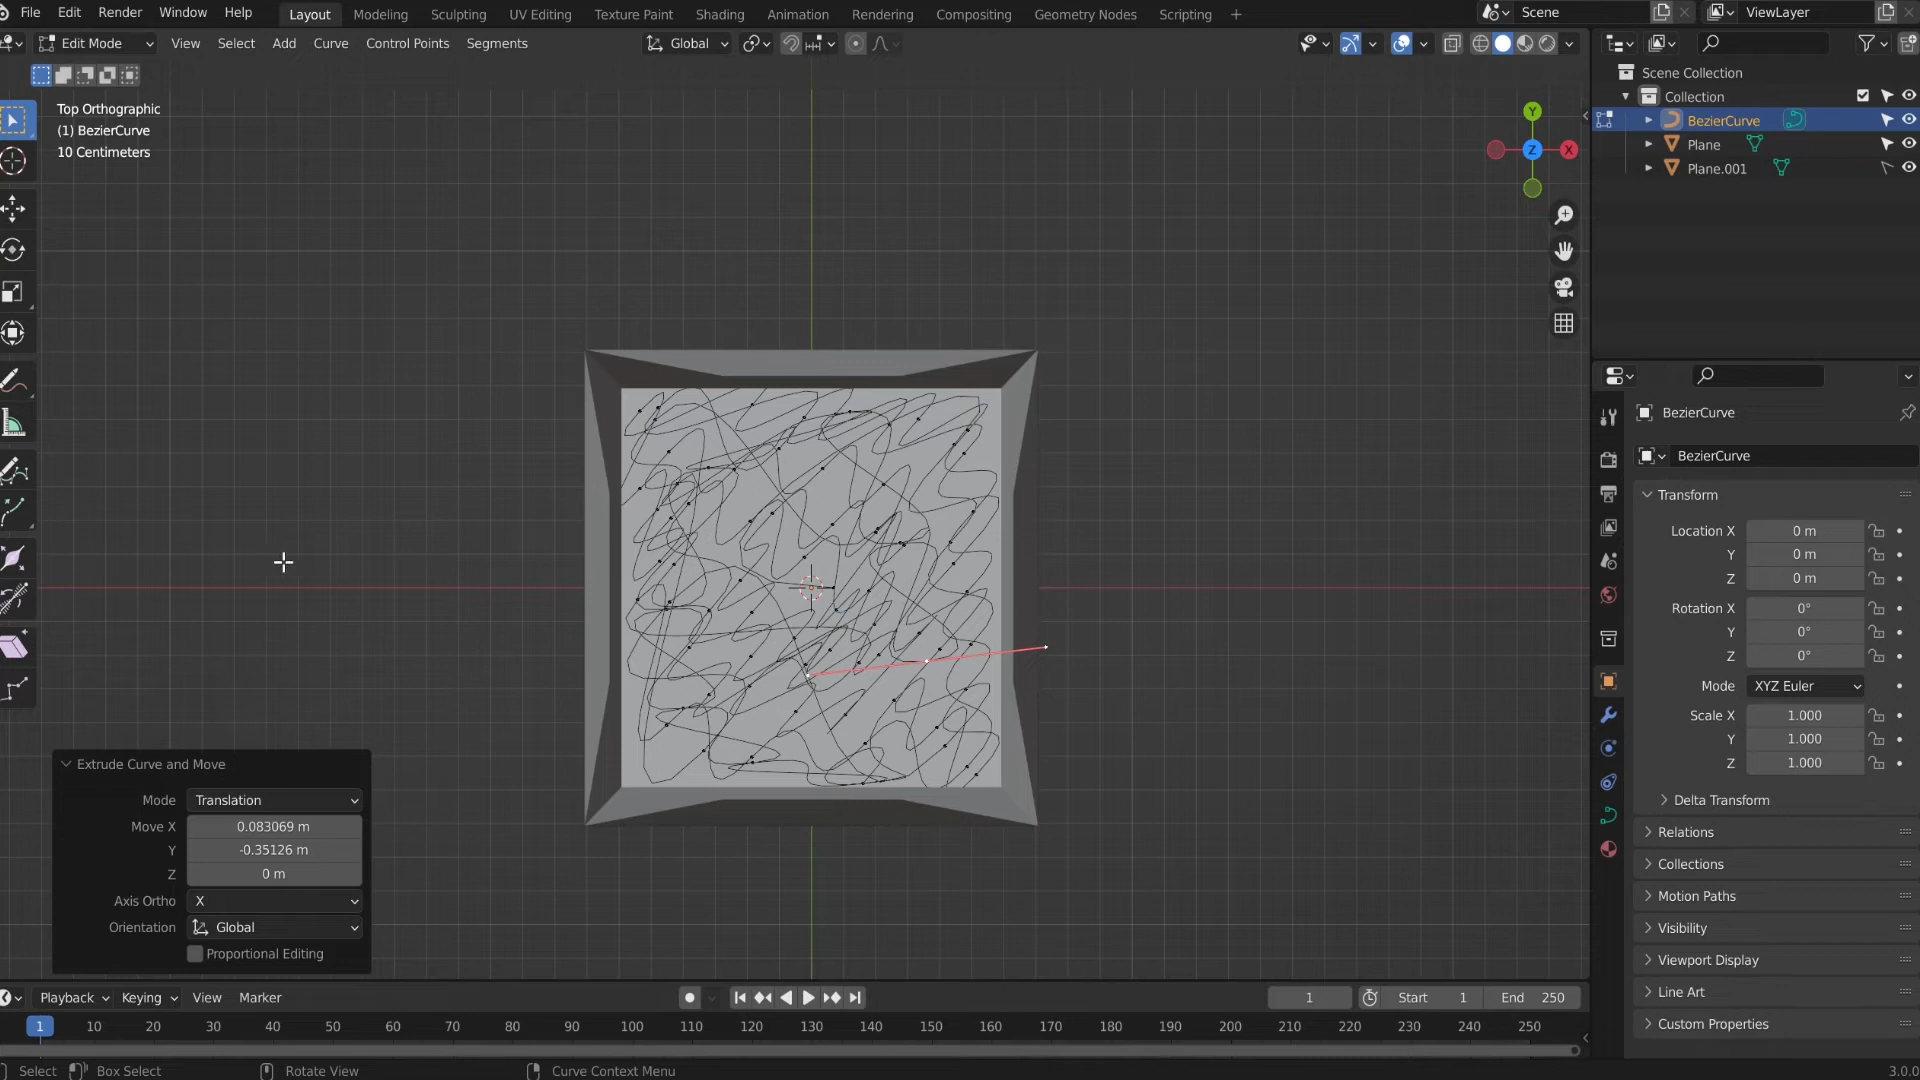 File Edit Render Window Help Layout Modeling Sculpting UV Editing Texture Paint Shading Animation Rendering Compositing Geometry Nodes Scripting + Scene ViewLayer
Edit Mode View Select Add Curve Control Points Segments Global
Top Orthographic
(1) BezierCurve
10 Centimeters
Y
X
Z
Scene Collection
Collection
BezierCurve
Plane
Plane.001
BezierCurve
BezierCurve
Transform
Location X 0 m
Y 0 m
Z 0 m
Rotation X 0°
Y 0°
Z 0°
Mode XYZ Euler
Scale X 1.000
Y 1.000
Z 1.000
Delta Transform
Relations
Collections
Motion Paths
Visibility
Viewport Display
Line Art
Custom Properties
Extrude Curve and Move
Mode Translation
Move X 0.083069 m
Y -0.35126 m
Z 0 m
Axis Ortho X
Orientation Global
Proportional Editing
Playback Keying View Marker 1 Start 1 End 250
1 10 20 30 40 50 60 70 80 90 100 110 120 130 140 150 160 170 180 190 200 210 220 230 240 250
Select Box Select Rotate View Curve Context Menu 3.0.0